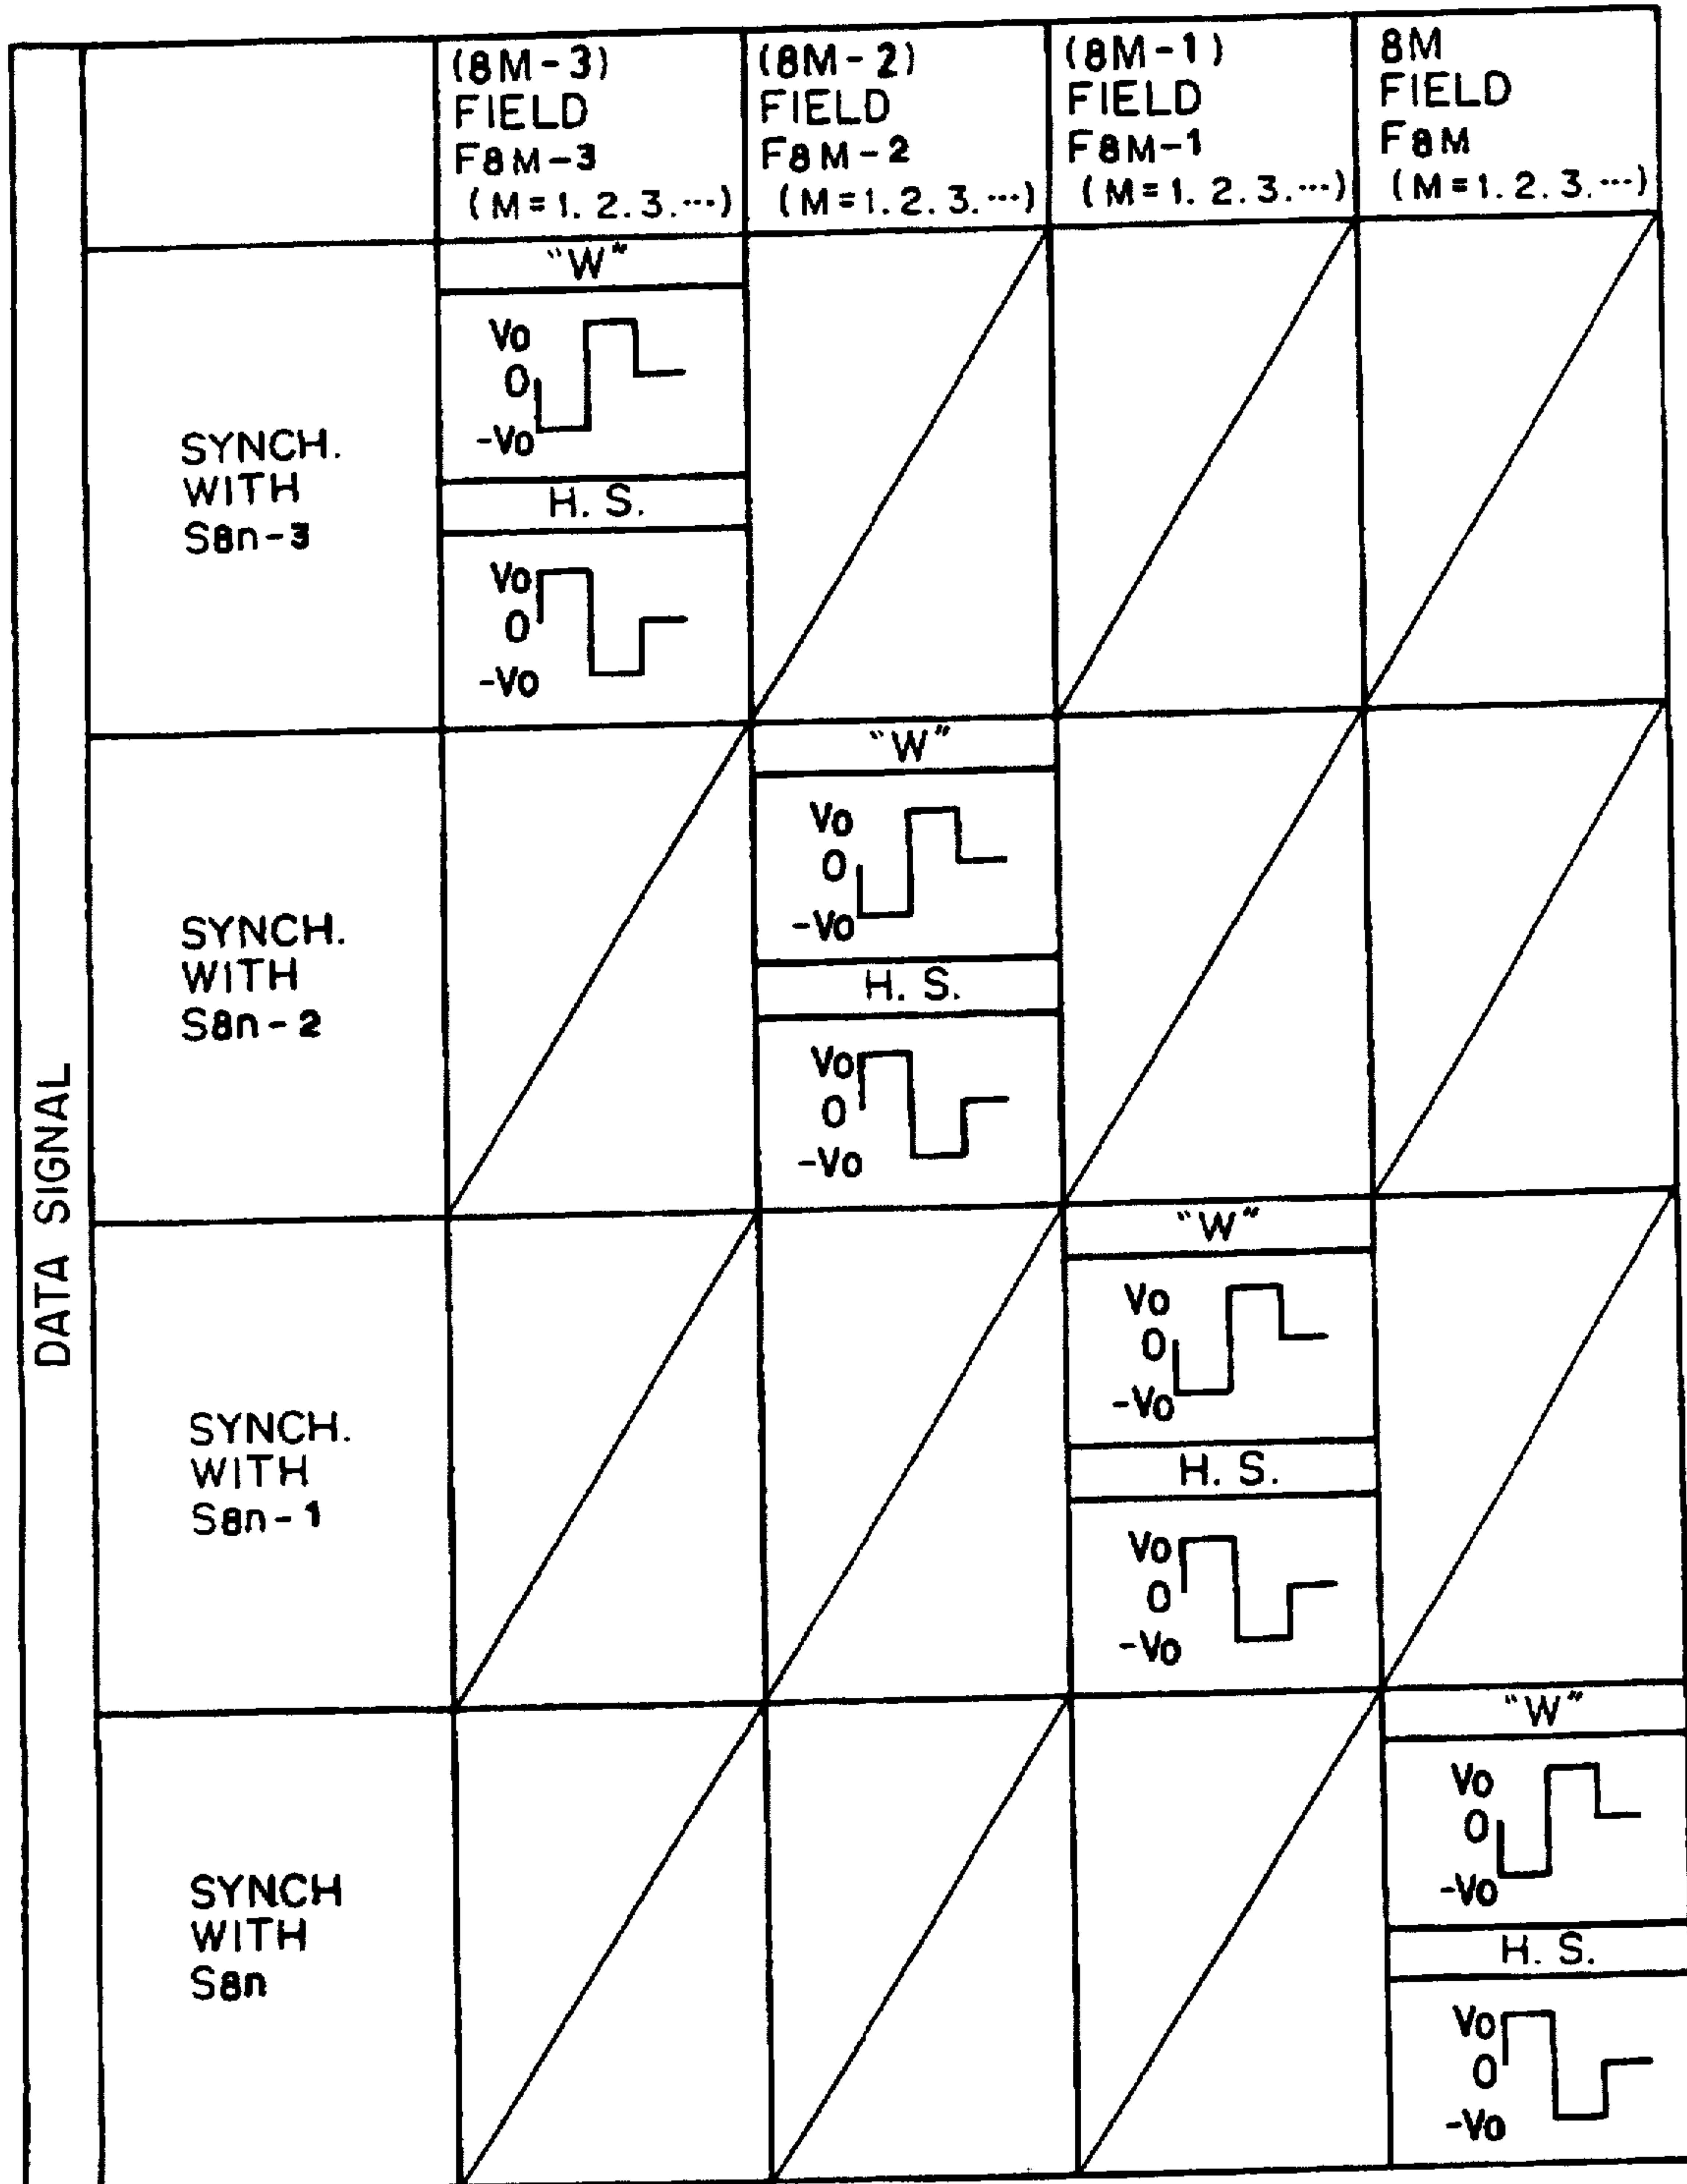 (8M-3)
FIELD
F8M-3
(M=1.2.3.…)
(8M-2)
FIELD
F8M-2
(M=1.2.3.…)
(8M-1)
FIELD
F8M-1
(M=1.2.3.…)
8M
FIELD
F8M
(M=1.2.3.…)
DATA SIGNAL
SYNCH.
WITH
S8n-3
"W"
Vo
0
-Vo
H. S.
Vo
0
-Vo
SYNCH.
WITH
S8n-2
"W"
Vo
0
-Vo
H. S.
Vo
0
-Vo
SYNCH.
WITH
S8n-1
"W"
Vo
0
-Vo
H. S.
Vo
0
-Vo
SYNCH
WITH
S8n
"W"
Vo
0
-Vo
H. S.
Vo
0
-Vo